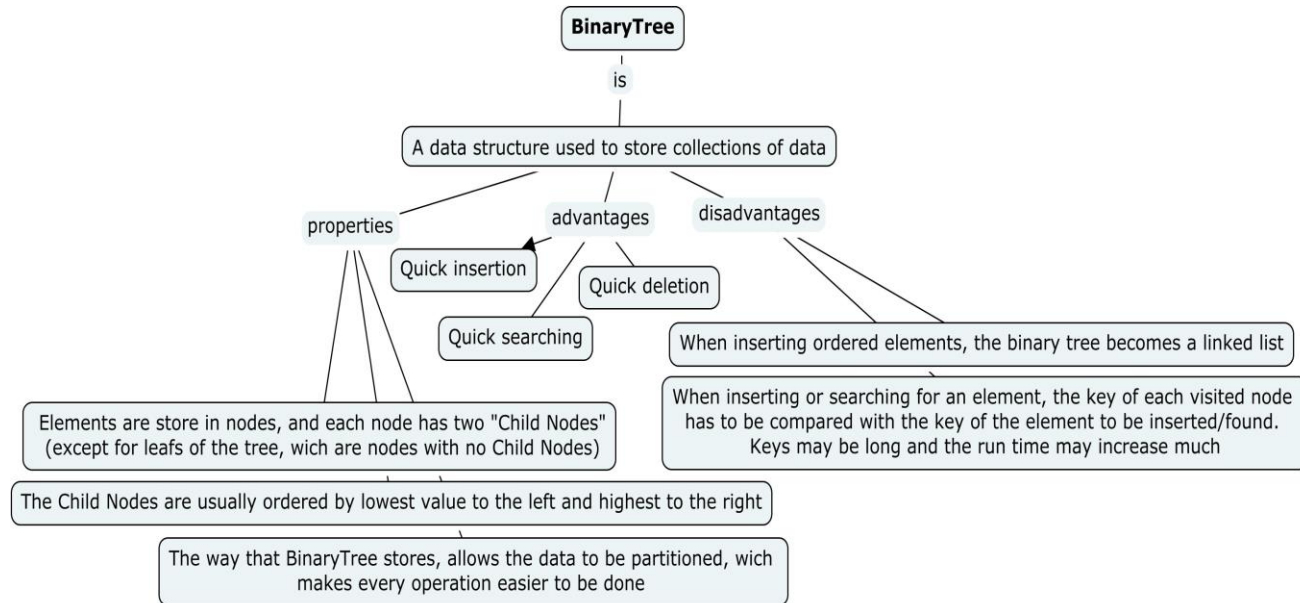 BinaryTree
is
A data structure used to store collections of data
properties
advantages
disadvantages
Quick insertion
Quick deletion
Quick searching
When inserting ordered elements, the binary tree becomes a linked list
When inserting or searching for an element, the key of each visited node
has to be compared with the key of the element to be inserted/found.
Keys may be long and the run time may increase much
Elements are store in nodes, and each node has two "Child Nodes"
(except for leafs of the tree, wich are nodes with no Child Nodes)
The Child Nodes are usually ordered by lowest value to the left and highest to the right
The way that BinaryTree stores, allows the data to be partitioned, wich
makes every operation easier to be done